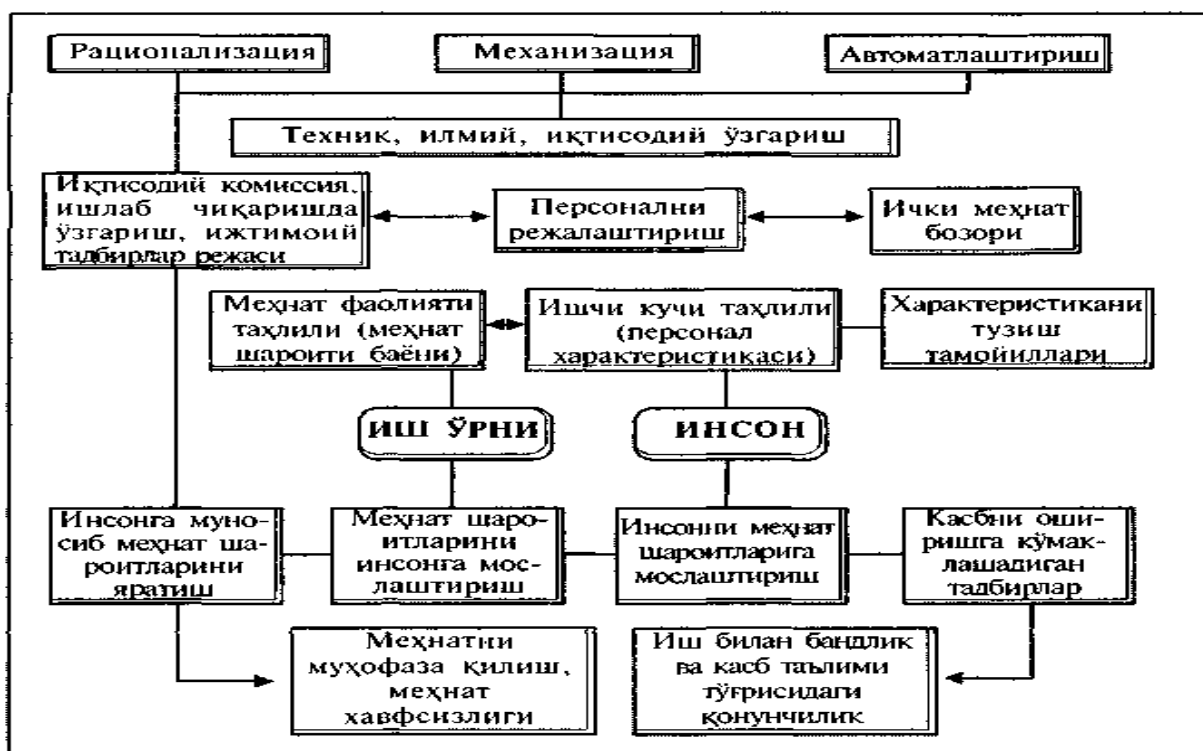 Рационализация
Механизация
Автоматлаштириш
Техник, илмий, иқтисодий ўзгариш
Иқтисодий комиссия,
ишлаб чиқаришда
ўзгариш, ижтимоий
тадбирлар режаси
Персонални
режалаштириш
Ички меҳнат
бозори
Меҳнат фаолияти
таҳлили (меҳнат
шароити баёни)
Ишчи кучи таҳлили
(персонал
характеристикаси)
Характеристикани
тузиш
тамойиллари
ИШ ЎРНИ
ИНСОН
Инсонга муно-
сиб меҳнат ша-
роитларини
яратиш
Меҳнат шаро-
итларини
инсонга мос-
лаштириш
Инсонни меҳнат
шароитларига
мослаштириш
Касбни оши-
ришга кўмак-
лашадиган
тадбирлар
Меҳнатни
муҳофаза қилиш,
меҳнат
хавфсизлиги
Иш билан бандлик
ва касб таълими
тўғрисидаги
қонунчилик